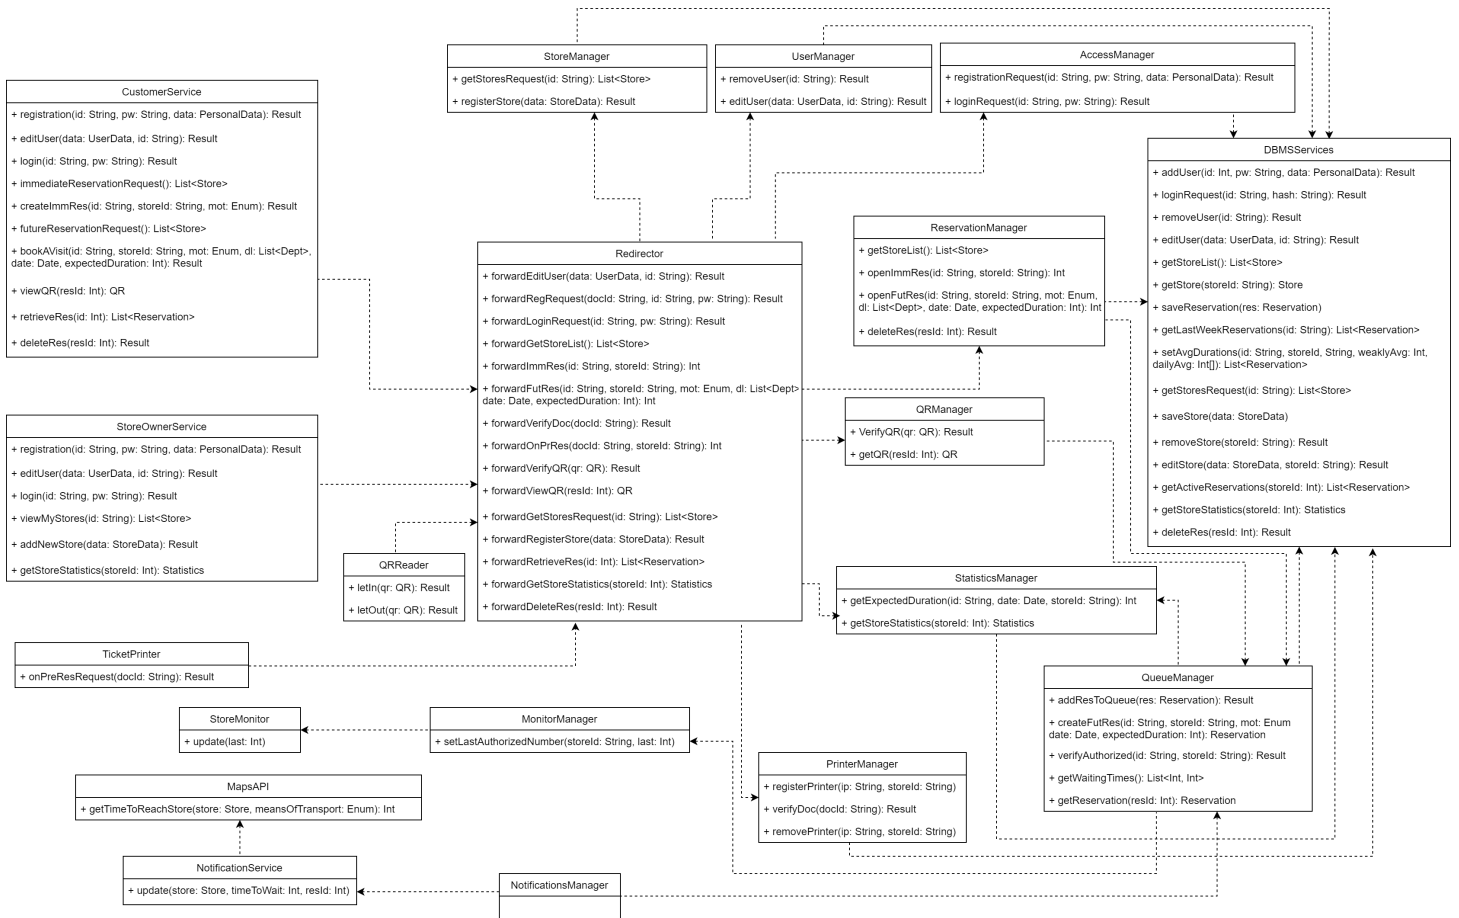 StoreManager
+ getStoresRequest(id: String): List<Store>
+ registerStore(data: StoreData): Result
UserManager
+ removeUser(id: String): Result
+ editUser(data: UserData, id: String): Result
AccessManager
+ registrationRequest(id: String, pw: String, data: PersonalData): Result
+ loginRequest(id: String, pw: String): Result
CustomerService
+ registration(id: String, pw: String, data: PersonalData): Result
+ editUser(data: UserData, id: String): Result
+ login(id: String, pw: String): Result
+ immediateReservationRequest(): List<Store>
+ createImmRes(id: String, storeId: String, mot: Enum): Result
+ futureReservationRequest(): List<Store>
+ bookAVisit(id: String, storeId: String, mot: Enum, dl: List<Dept>,
date: Date, expectedDuration: Int): Result
+ viewQR(resId: Int): QR
+ retrieveRes(id: Int): List<Reservation>
+ deleteRes(resId: Int): Result
DBMSServices
+ addUser(id: Int, pw: String, data: PersonalData): Result
+ loginRequest(id: String, hash: String): Result
+ removeUser(id: String): Result
+ editUser(data: UserData, id: String): Result
+ getStoreList(): List<Store>
+ getStore(storeId: String): Store
+ saveReservation(res: Reservation)
+ getLastWeekReservations(id: String): List<Reservation>
+ setAvgDurations(id: String, storeId, String, weaklyAvg: Int,
dailyAvg: Int[]): List<Reservation>
+ getStoresRequest(id: String): List<Store>
+ saveStore(data: StoreData)
+ removeStore(storeId: String): Result
+ editStore(data: StoreData, storeId: String): Result
+ getActiveReservations(storeId: Int): List<Reservation>
+ getStoreStatistics(storeId: Int): Statistics
+ deleteRes(resId: Int): Result
ReservationManager
+ getStoreList(): List<Store>
+ openImmRes(id: String, storeId: String): Int
+ openFutRes(id: String, storeId: String, mot: Enum,
dl: List<Dept>, date: Date, expectedDuration: Int): Int
+ deleteRes(resId: Int): Result
Redirector
+ forwardEditUser(data: UserData, id: String): Result
+ forwardRegRequest(docId: String, id: String, pw: String): Result
+ forwardLoginRequest(id: String, pw: String): Result
+ forwardGetStoreList(): List<Store>
+ forwardImmRes(id: String, storeId: String): Int
+ forwardFutRes(id: String, storeId: String, mot: Enum, dl: List<Dept>
date: Date, expectedDuration: Int): Int
+ forwardVerifyDoc(docId: String): Result
+ forwardOnPrRes(docId: String, storeId: String): Int
+ forwardVerifyQR(qr: QR): Result
+ forwardViewQR(resId: Int): QR
+ forwardGetStoresRequest(id: String): List<Store>
+ forwardRegisterStore(data: StoreData): Result
+ forwardRetrieveRes(id: Int): List<Reservation>
+ forwardGetStoreStatistics(storeId: Int): Statistics
+ forwardDeleteRes(resId: Int): Result
QRManager
+ VerifyQR(qr: QR): Result
+ getQR(resId: Int): QR
StoreOwnerService
+ registration(id: String, pw: String, data: PersonalData): Result
+ editUser(data: UserData, id: String): Result
+ login(id: String, pw: String): Result
+ viewMyStores(id: String): List<Store>
+ addNewStore(data: StoreData): Result
+ getStoreStatistics(storeId: Int): Statistics
QRReader
+ letIn(qr: QR): Result
+ letOut(qr: QR): Result
StatisticsManager
+ getExpectedDuration(id: String, date: Date, storeId: String): Int
+ getStoreStatistics(storeId: Int): Statistics
TicketPrinter
+ onPreResRequest(docId: String): Result
QueueManager
+ addResToQueue(res: Reservation): Result
+ createFutRes(id: String, storeId: String, mot: Enum
date: Date, expectedDuration: Int): Reservation
+ verifyAuthorized(id: String, storeId: String): Result
+ getWaitingTimes(): List<Int, Int>
+ getReservation(resId: Int): Reservation
StoreMonitor
+ update(last: Int)
MonitorManager
+ setLastAuthorizedNumber(storeId: String, last: Int)
PrinterManager
+ registerPrinter(ip: String, storeId: String)
+ verifyDoc(docId: String): Result
+ removePrinter(ip: String, storeId: String)
MapsAPI
+ getTimeToReachStore(store: Store, meansOfTransport: Enum): Int
NotificationService
+ update(store: Store, timeToWait: Int, resId: Int)
NotificationsManager